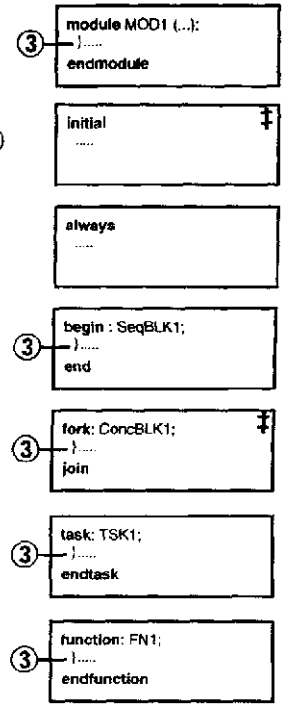 module MOD1 (...);
③ }.....
endmodule
initial ‡
.....
)
always
.....
begin : SeqBLK1;
③ }.....
end
fork: ConcBLK1; ‡
③ }.....
join
task: TSK1;
③ }.....
endtask
function: FN1;
③ }.....
endfunction